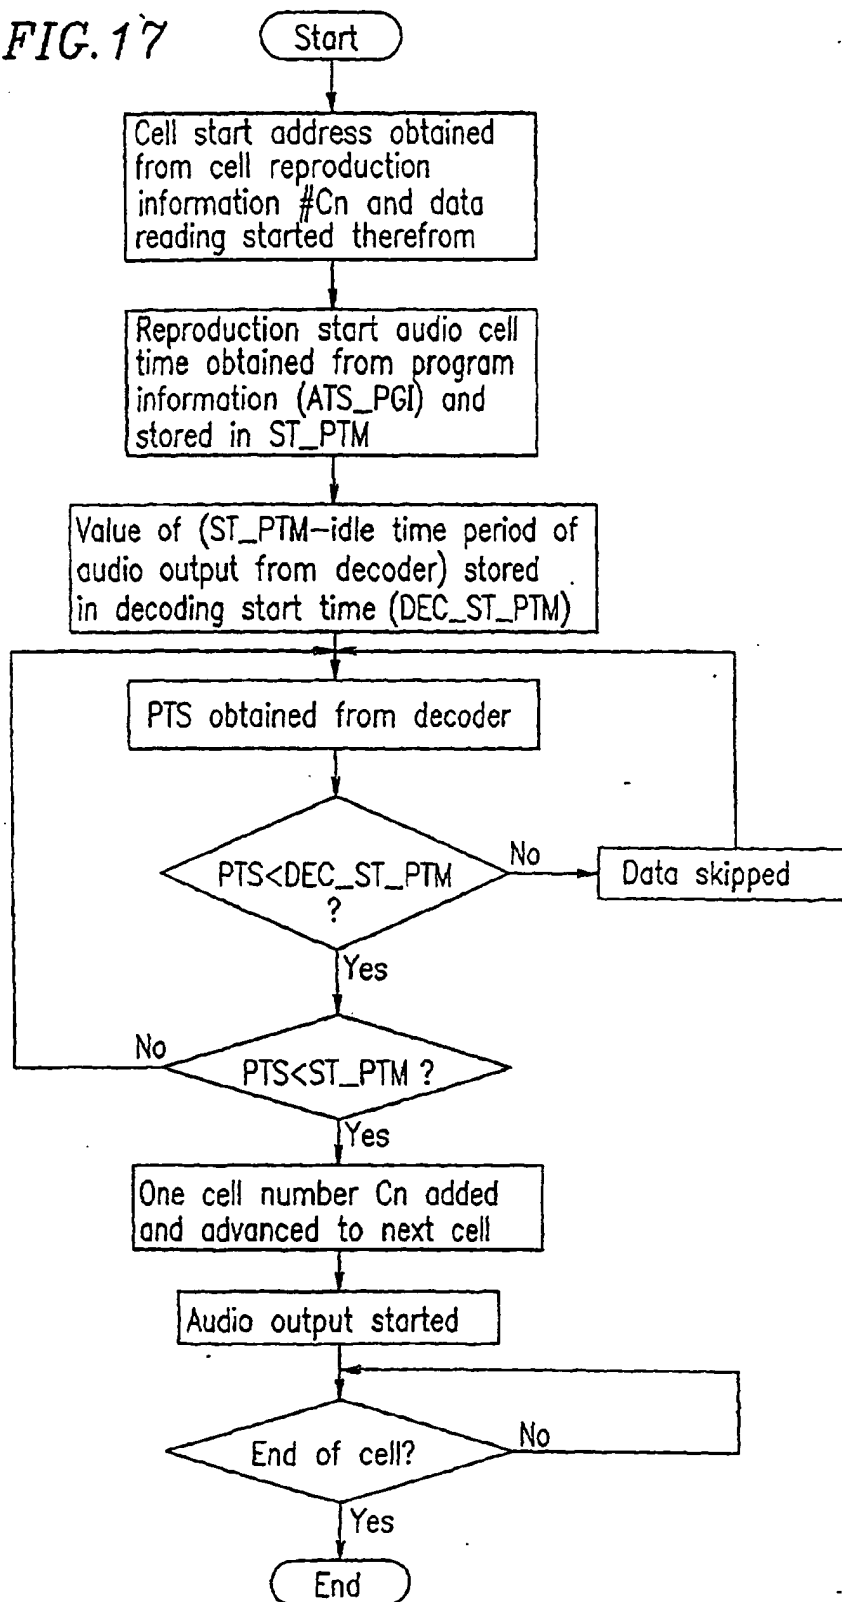 FIG.17
Start
Cell start address obtained
from cell reproduction
information #Cn and data
reading started therefrom
Reproduction start audio cell
time obtained from program
information (ATS_PGI) and
stored in ST_PTM
Value of (ST_PTM-idle time period of
audio output from decoder) stored
in decoding start time (DEC_ST_PTM)
PTS obtained from decoder
PTS<DEC_ST_PTM
?
No
Data skipped
Yes
No
PTS<ST_PTM ?
Yes
One cell number Cn added
and advanced to next cell
Audio output started
End of cell?
No
Yes
End